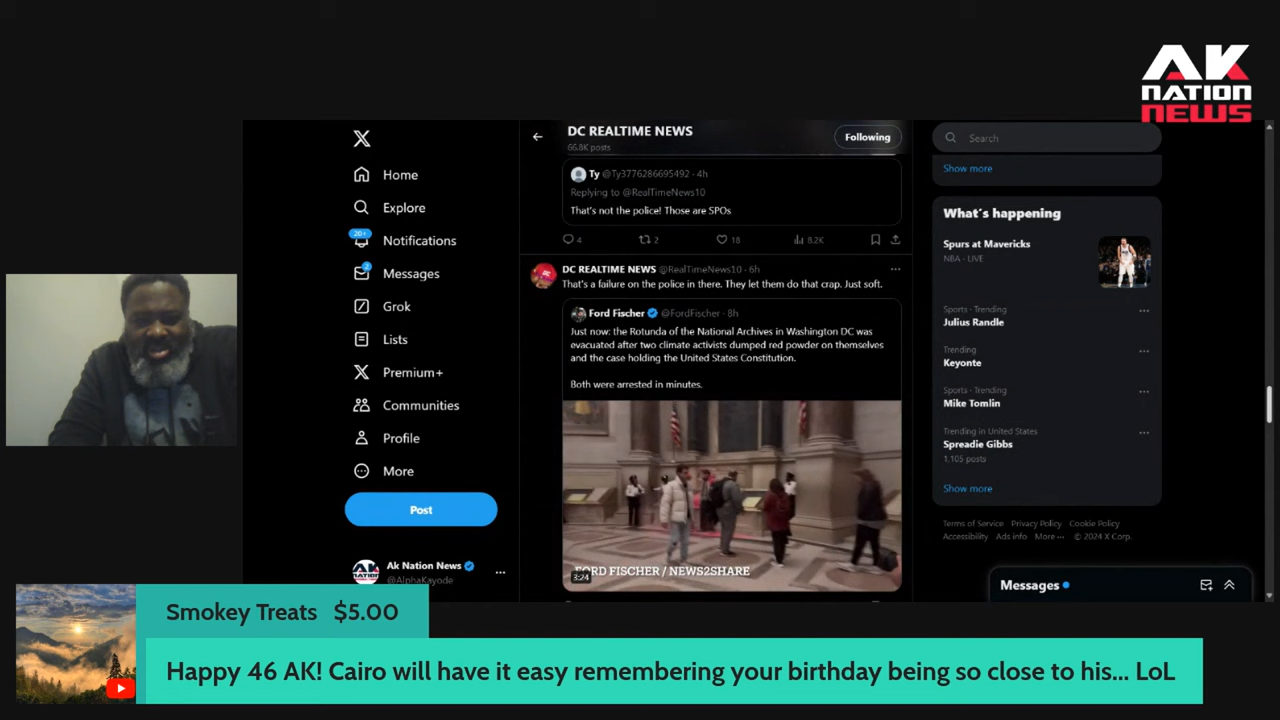 AK
NATION
NEWS
X
Home
Explore
20+
Notifications
2
Messages
Grok
Lists
Premium+
Communities
Profile
More
Post
Ak Nation News
@AlphaKayode
DC REALTIME NEWS
66.8K posts
Following
Ty @Ty3776286695492 · 4h
Replying to @RealTimeNews10
That's not the police! Those are SPOs
4 2 18 8.2K
DC REALTIME NEWS @RealTimeNews10 · 6h
That's a failure on the police in there. They let them do that crap. Just soft.
Ford Fischer @FordFischer · 8h
Just now: the Rotunda of the National Archives in Washington DC was
evacuated after two climate activists dumped red powder on themselves
and the case holding the United States Constitution.
Both were arrested in minutes.
FORD FISCHER / NEWS2SHARE
3:24
Search
Show more
What's happening
Spurs at Mavericks
NBA · LIVE
Sports · Trending
Julius Randle
Trending
Keyonte
Sports · Trending
Mike Tomlin
Trending in United States
Spreadie Gibbs
1,105 posts
Show more
Terms of Service Privacy Policy Cookie Policy
Accessibility Ads info More ··· © 2024 X Corp.
Messages
Smokey Treats $5.00
Happy 46 AK! Cairo will have it easy remembering your birthday being so close to his... LoL